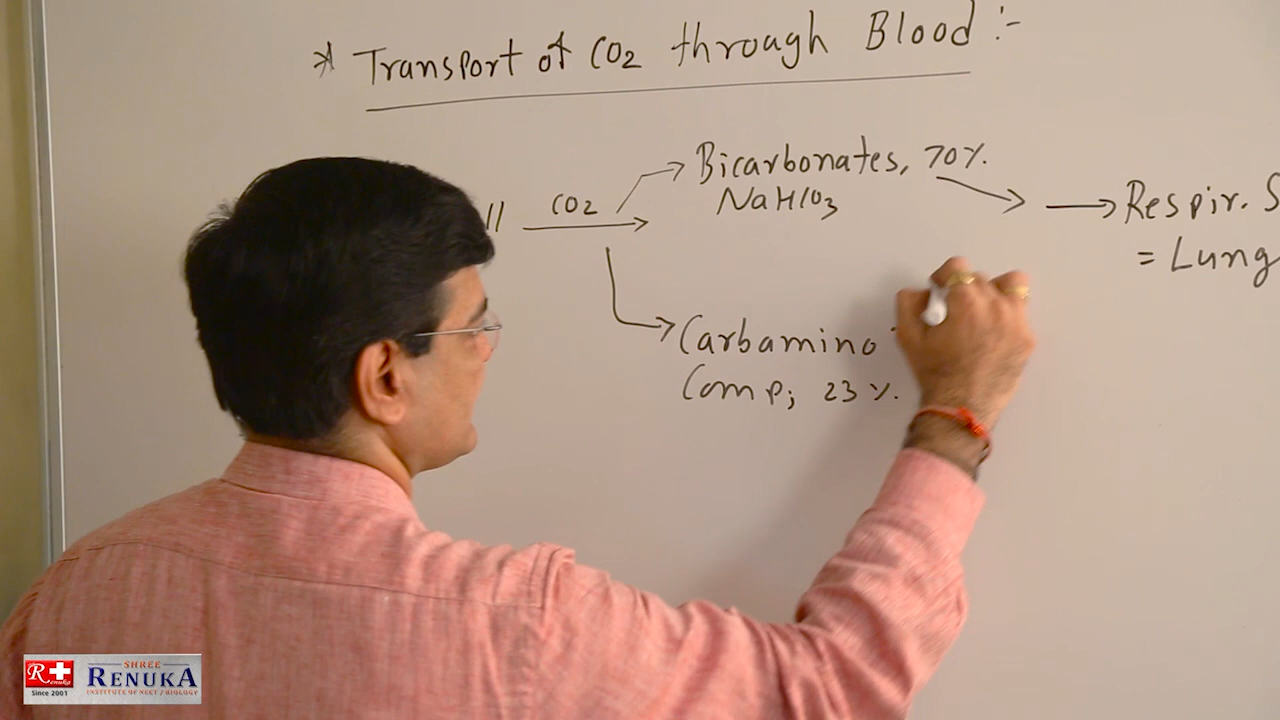 * Transport of CO2 through Blood :-
CO2
Bicarbonates, 70%.
NaHCO3
Respir. S
= Lung
Carbamino
Comp; 23%.
R+
Renuka
Since 2001
SHREE
RENUKA
INSTITUTE OF NEET / BIOLOGY